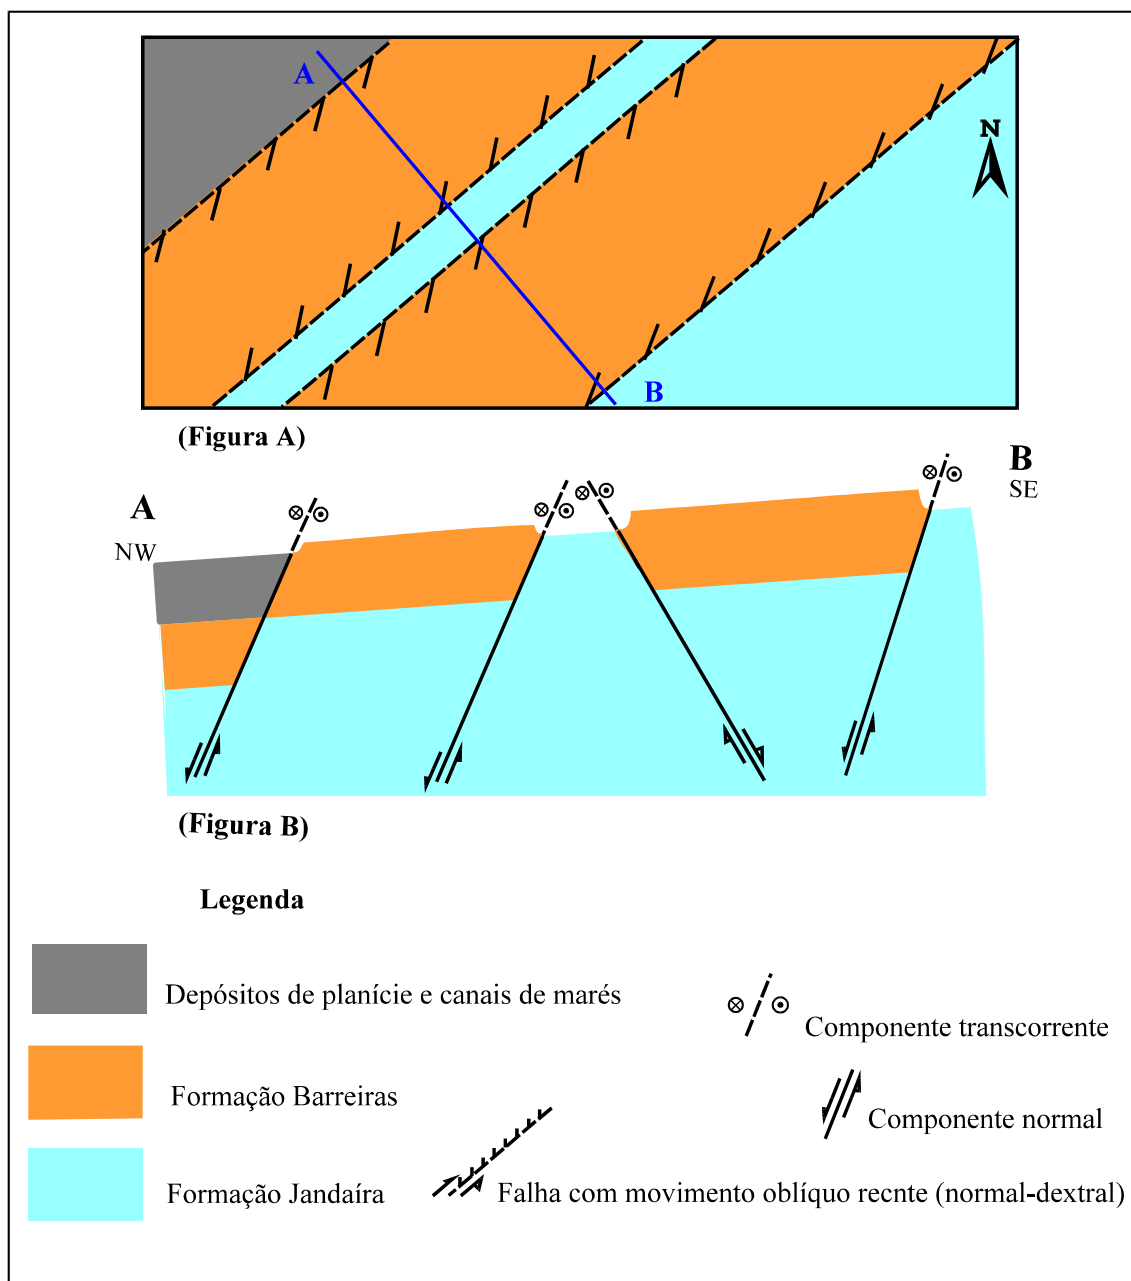 A
N
B
(Figura A)
A
NW
B
SE
(Figura B)
Legenda
Depósitos de planície e canais de marés
Componente transcorrente
Formação Barreiras
Componente normal
Formação Jandaíra
Falha com movimento oblíquo recnte (normal-dextral)